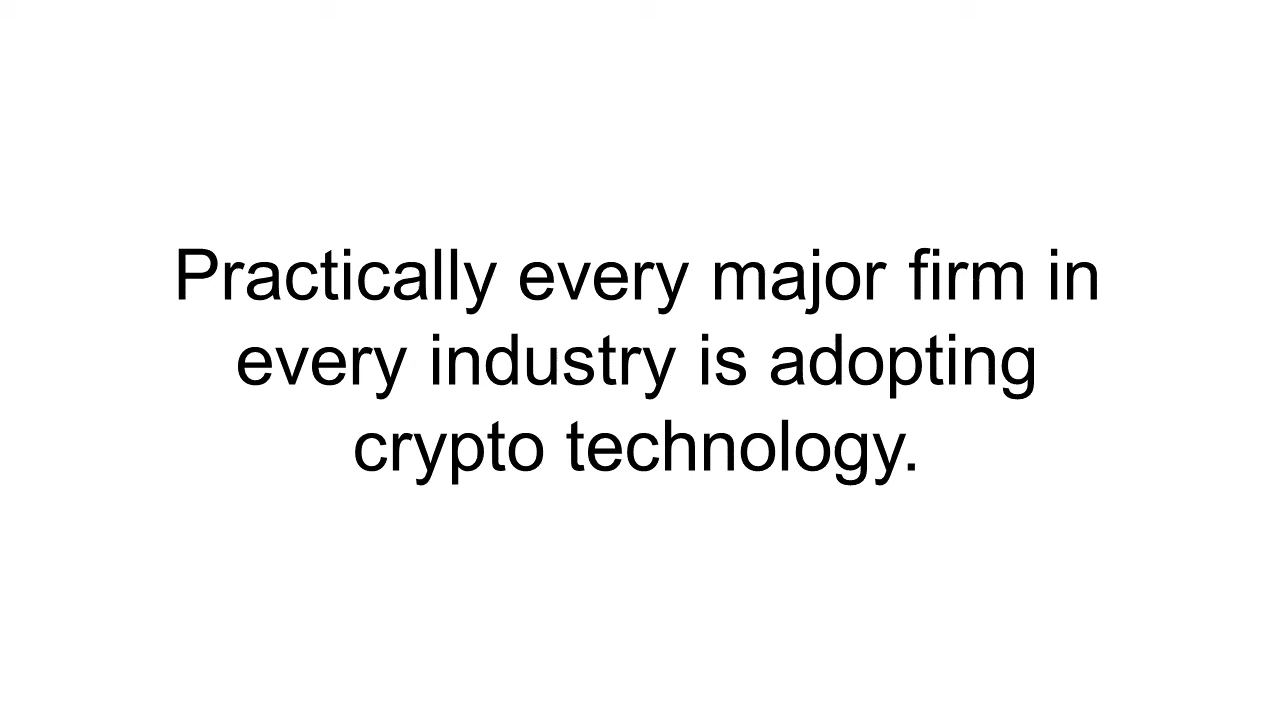 Practically every major firm in
every industry is adopting
crypto technology.